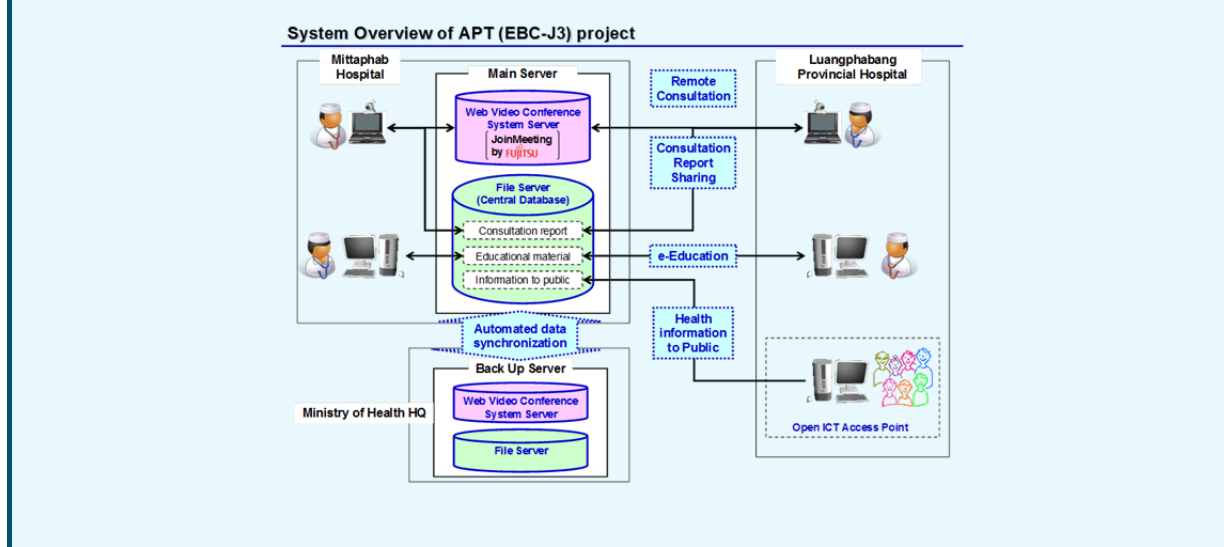 System Overview of APT (EBC-J3) project
Mittaphab
Hospital
Main Server
Web Video Conference
System Server
JoinMeeting
by FUJITSU
File Server
(Central Database)
Consultation report
Educational material
Information to public
Remote
Consultation
Consultation
Report
Sharing
e-Education
Health
information
to Public
Luangphabang
Provincial Hospital
Open ICT Access Point
Automated data
synchronization
Back Up Server
Ministry of Health HQ
Web Video Conference
System Server
File Server